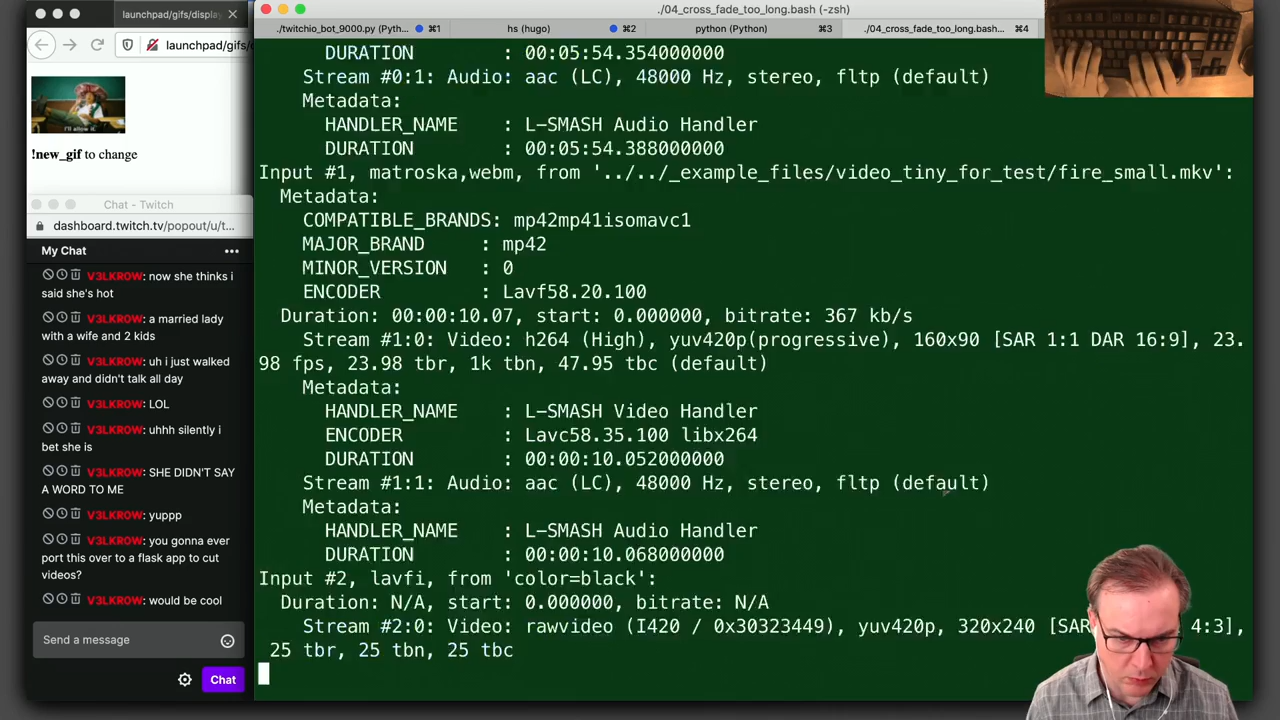 launchpad/gifs/display
launchpad/gifs/d
I'll allow it.
!new_gif to change
Chat - Twitch
dashboard.twitch.tv/popout/u/t...
My Chat
V3LKR0W: now she thinks i
said she's hot
V3LKR0W: a married lady
with a wife and 2 kids
V3LKR0W: uh i just walked
away and didn't talk all day
V3LKR0W: LOL
V3LKR0W: uhhh silently i
bet she is
V3LKR0W: SHE DIDN'T SAY
A WORD TO ME
V3LKR0W: yuppp
V3LKR0W: you gonna ever
port this over to a flask app to cut
videos?
V3LKR0W: would be cool
Send a message
Chat
./04_cross_fade_too_long.bash (-zsh)
./twitchio_bot_9000.py (Pyth... ⌘1
hs (hugo) ⌘2
python (Python) ⌘3
./04_cross_fade_too_long.bash... ⌘4
DURATION : 00:05:54.354000000
Stream #0:1: Audio: aac (LC), 48000 Hz, stereo, fltp (default)
Metadata:
HANDLER_NAME : L-SMASH Audio Handler
DURATION : 00:05:54.388000000
Input #1, matroska,webm, from '../../_example_files/video_tiny_for_test/fire_small.mkv':
Metadata:
COMPATIBLE_BRANDS: mp42mp41isomavc1
MAJOR_BRAND : mp42
MINOR_VERSION : 0
ENCODER : Lavf58.20.100
Duration: 00:00:10.07, start: 0.000000, bitrate: 367 kb/s
Stream #1:0: Video: h264 (High), yuv420p(progressive), 160x90 [SAR 1:1 DAR 16:9], 23.
98 fps, 23.98 tbr, 1k tbn, 47.95 tbc (default)
Metadata:
HANDLER_NAME : L-SMASH Video Handler
ENCODER : Lavc58.35.100 libx264
DURATION : 00:00:10.052000000
Stream #1:1: Audio: aac (LC), 48000 Hz, stereo, fltp (default)
Metadata:
HANDLER_NAME : L-SMASH Audio Handler
DURATION : 00:00:10.068000000
Input #2, lavfi, from 'color=black':
Duration: N/A, start: 0.000000, bitrate: N/A
Stream #2:0: Video: rawvideo (I420 / 0x30323449), yuv420p, 320x240 [SAR 4:3],
25 tbr, 25 tbn, 25 tbc